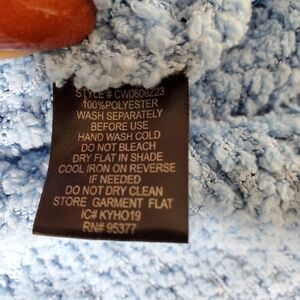 STYLE # CW0606Z23
100%POLYESTER
WASH SEPARATELY
BEFORE USE
HAND WASH COLD
DO NOT BLEACH
DRY FLAT IN SHADE
COOL IRON ON REVERSE
IF NEEDED
DO NOT DRY CLEAN
STORE GARMENT FLAT
IC# KYHO19
RN# 95377